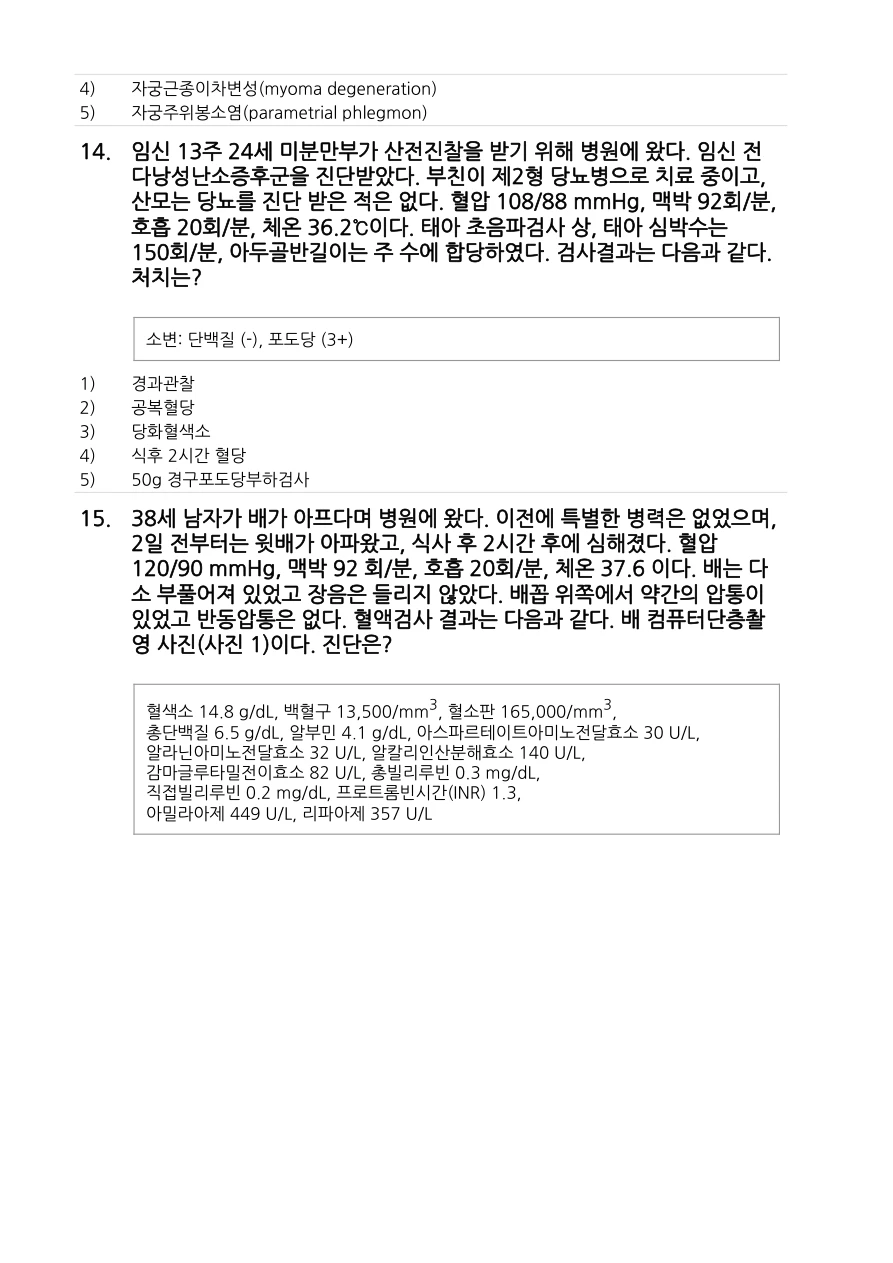 4) 자궁근종이차변성(myoma degeneration)
5) 자궁주위봉소염(parametrial phlegmon)
14. 임신 13주 24세 미분만부가 산전진찰을 받기 위해 병원에 왔다. 임신 전
다낭성난소증후군을 진단받았다. 부친이 제2형 당뇨병으로 치료 중이고,
산모는 당뇨를 진단 받은 적은 없다. 혈압 108/88 mmHg, 맥박 92회/분,
호흡 20회/분, 체온 36.2℃이다. 태아 초음파검사 상, 태아 심박수는
150회/분, 아두골반길이는 주 수에 합당하였다. 검사결과는 다음과 같다.
처치는?
소변: 단백질 (-), 포도당 (3+)
1) 경과관찰
2) 공복혈당
3) 당화혈색소
4) 식후 2시간 혈당
5) 50g 경구포도당부하검사
15. 38세 남자가 배가 아프다며 병원에 왔다. 이전에 특별한 병력은 없었으며,
2일 전부터는 윗배가 아파왔고, 식사 후 2시간 후에 심해졌다. 혈압
120/90 mmHg, 맥박 92 회/분, 호흡 20회/분, 체온 37.6 이다. 배는 다
소 부풀어져 있었고 장음은 들리지 않았다. 배꼽 위쪽에서 약간의 압통이
있었고 반동압통은 없다. 혈액검사 결과는 다음과 같다. 배 컴퓨터단층촬
영 사진(사진 1)이다. 진단은?
혈색소 14.8 g/dL, 백혈구 13,500/mm³, 혈소판 165,000/mm³,
총단백질 6.5 g/dL, 알부민 4.1 g/dL, 아스파르테이트아미노전달효소 30 U/L,
알라닌아미노전달효소 32 U/L, 알칼리인산분해효소 140 U/L,
감마글루타밀전이효소 82 U/L, 총빌리루빈 0.3 mg/dL,
직접빌리루빈 0.2 mg/dL, 프로트롬빈시간(INR) 1.3,
아밀라아제 449 U/L, 리파아제 357 U/L